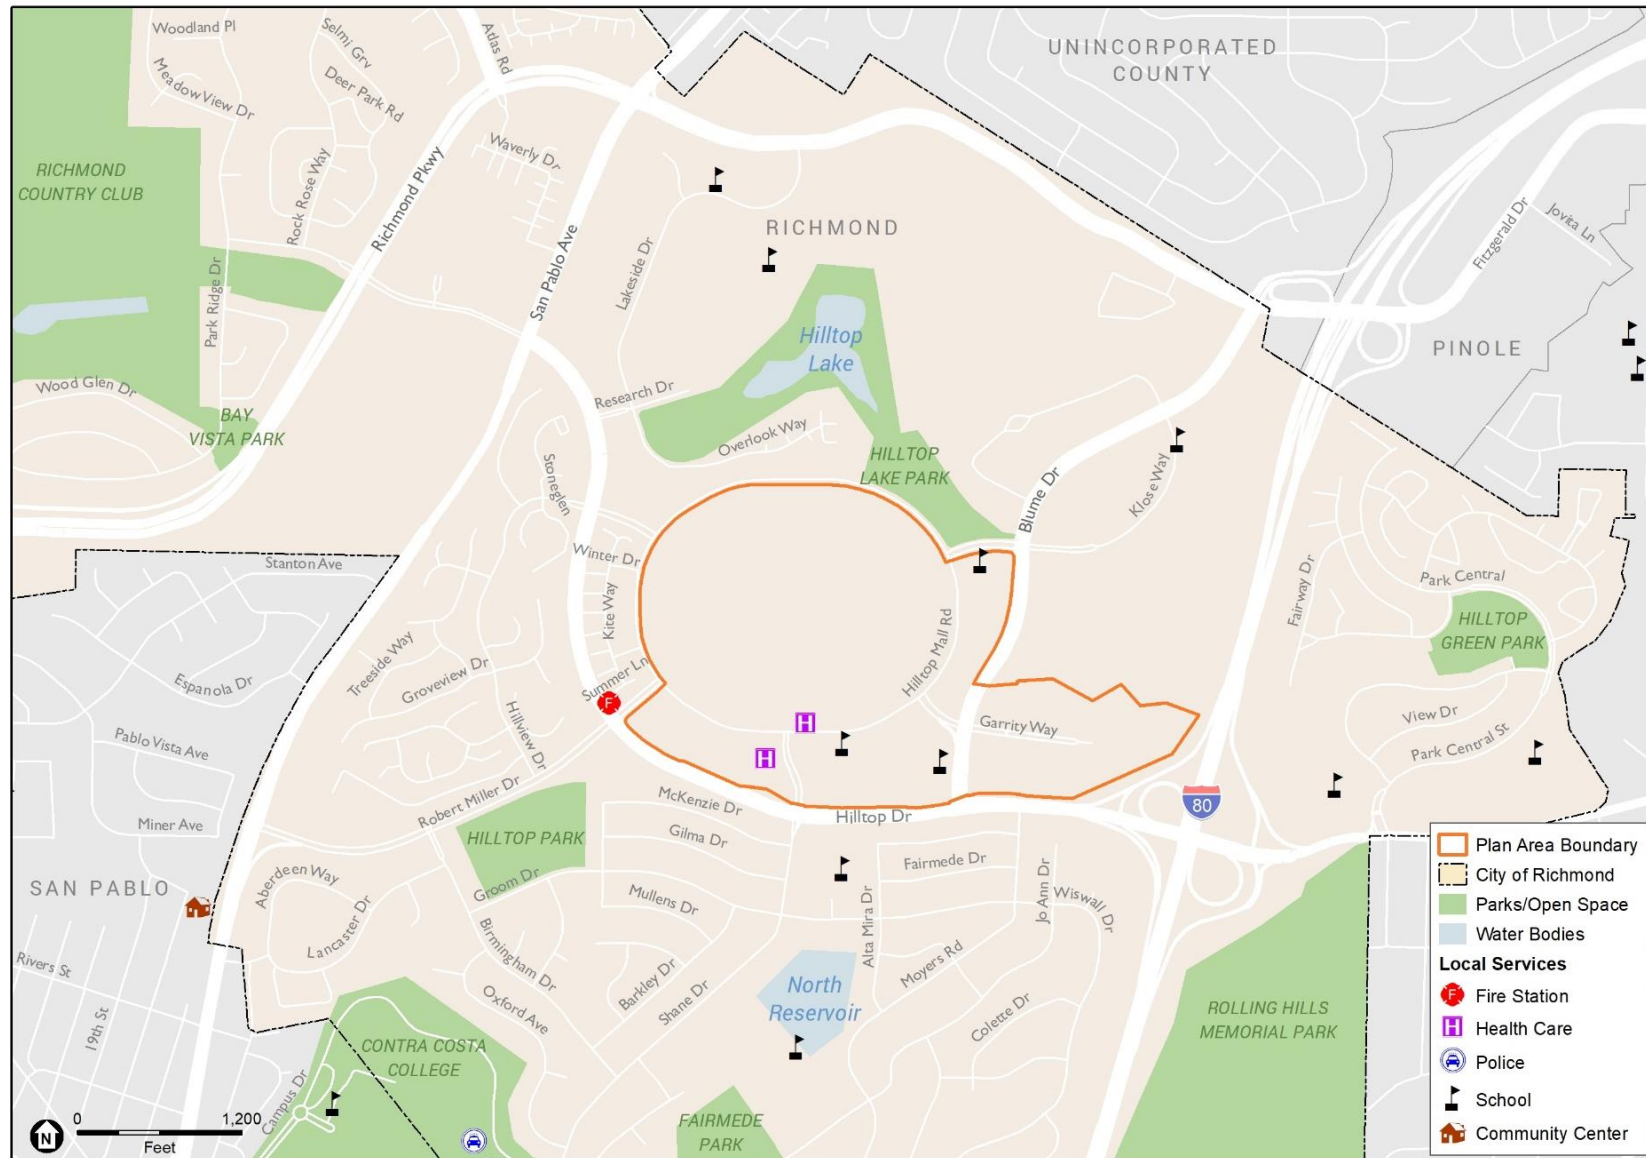 Woodland Pl
Selmi Grv
Atlas Rd
UNINCORPORATED
COUNTY
Meadow View Dr
Deer Park Rd
Waverly Dr
RICHMOND
COUNTRY CLUB
Rock Rose Way
Richmond Pkwy
San Pablo Ave
RICHMOND
Lakeside Dr
Fitzgerald Dr
Jovita Ln
Park Ridge Dr
Hilltop
Lake
PINOLE
Wood Glen Dr
BAY
VISTA PARK
Research Dr
Overlook Way
HILLTOP
LAKE PARK
Stoneglen
Blume Dr
Klose Way
Winter Dr
Stanton Ave
Kite Way
Fairway Dr
Park Central
HILLTOP
GREEN PARK
Treeside Way
Groveview Dr
Espanola Dr
Summer Ln
F
Hilltop Mall Rd
Hillview Dr
H
H
Garrity Way
View Dr
Park Central St
Pablo Vista Ave
Robert Miller Dr
McKenzie Dr
Hilltop Dr
80
Miner Ave
HILLTOP PARK
Gilma Dr
Fairmede Dr
Aberdeen Way
SAN PABLO
Groom Dr
Mullens Dr
Jo Ann Dr
Wiswall Dr
Lancaster Dr
Birmingham Dr
Alta Mira Dr
Moyers Rd
Rivers St
Barkley Dr
Shane Dr
North
Reservoir
Oxford Ave
Colette Dr
19th St
ROLLING HILLS
MEMORIAL PARK
CONTRA COSTA
COLLEGE
Campus Dr
FAIRMEDE
PARK
N
0
1,200
Feet
Plan Area Boundary
City of Richmond
Parks/Open Space
Water Bodies
Local Services
F Fire Station
H Health Care
Police
School
Community Center